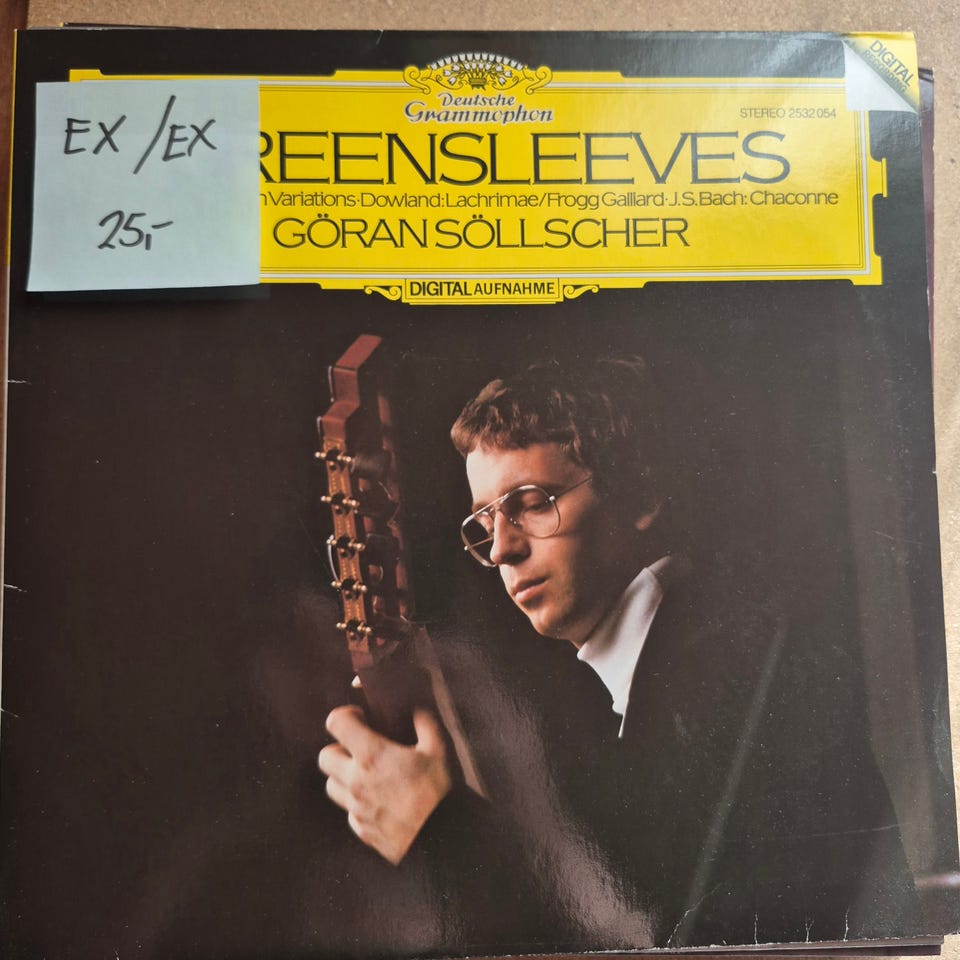 Deutsche
Grammophon
STEREO 2532 054
REENSLEEVES
n Variations·Dowland:Lachrimae/Frogg Galliard·J.S.Bach: Chaconne
GÖRAN SÖLLSCHER
DIGITAL AUFNAHME
DIGITAL
RECORDING
EX /EX
25,-